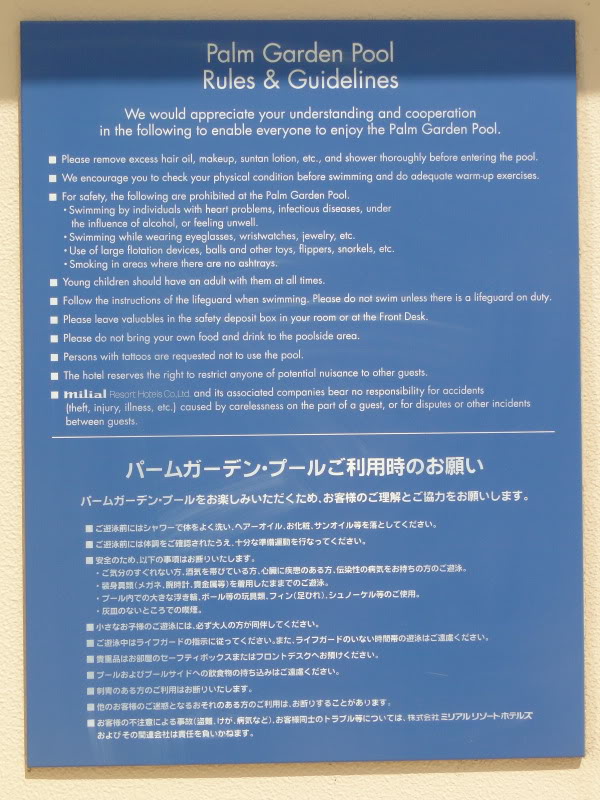 Palm Garden Pool
Rules & Guidelines
We would appreciate your understanding and cooperation
in the following to enable everyone to enjoy the Palm Garden Pool.
■ Please remove excess hair oil, makeup, suntan lotion, etc., and shower thoroughly before entering the pool.
■ We encourage you to check your physical condition before swimming and do adequate warm-up exercises.
■ For safety, the following are prohibited at the Palm Garden Pool.
・Swimming by individuals with heart problems, infectious diseases, under
the influence of alcohol, or feeling unwell.
・Swimming while wearing eyeglasses, wristwatches, jewelry, etc.
・Use of large flotation devices, balls and other toys, flippers, snorkels, etc.
・Smoking in areas where there are no ashtrays.
■ Young children should have an adult with them at all times.
■ Follow the instructions of the lifeguard when swimming. Please do not swim unless there is a lifeguard on duty.
■ Please leave valuables in the safety deposit box in your room or at the Front Desk.
■ Please do not bring your own food and drink to the poolside area.
■ Persons with tattoos are requested not to use the pool.
■ The hotel reserves the right to restrict anyone of potential nuisance to other guests.
■ milial Resort Hotels Co.,Ltd. and its associated companies bear no responsibility for accidents
(theft, injury, illness, etc.) caused by carelessness on the part of a guest, or for disputes or other incidents
between guests.
パームガーデン・プールご利用時のお願い
パームガーデン・プールをお楽しみいただくため、お客様のご理解とご協力をお願いします。
■ ご遊泳前にはシャワーで体をよく洗い、ヘアーオイル、お化粧、サンオイル等を落としてください。
■ ご遊泳前には体調をご確認されたうえ、十分な準備運動を行なってください。
■ 安全のため、以下の事項はお断りいたします。
・ご気分のすぐれない方、酒気を帯びている方、心臓に疾患のある方、伝染性の病気をお持ちの方のご遊泳。
・装身具類(メガネ、腕時計、貴金属等)を着用したままでのご遊泳。
・プール内での大きな浮き輪、ボール等の玩具類、フィン(足ひれ)、シュノーケル等のご使用。
・灰皿のないところでの喫煙。
■ 小さなお子様のご遊泳には、必ず大人の方が同伴してください。
■ ご遊泳中はライフガードの指示に従ってください。また、ライフガードのいない時間帯の遊泳はご遠慮ください。
■ 貴重品はお部屋のセーフティボックスまたはフロントデスクへお預けください。
■ プールおよびプールサイドへの飲食物の持ち込みはご遠慮ください。
■ 刺青のある方のご利用はお断りいたします。
■ 他のお客様のご迷惑となるおそれのある方のご利用は、お断りすることがあります。
■ お客様の不注意による事故(盗難、けが、病気など)、お客様同士のトラブル等については、株式会社ミリアルリゾートホテルズ
およびその関連会社は責任を負いかねます。